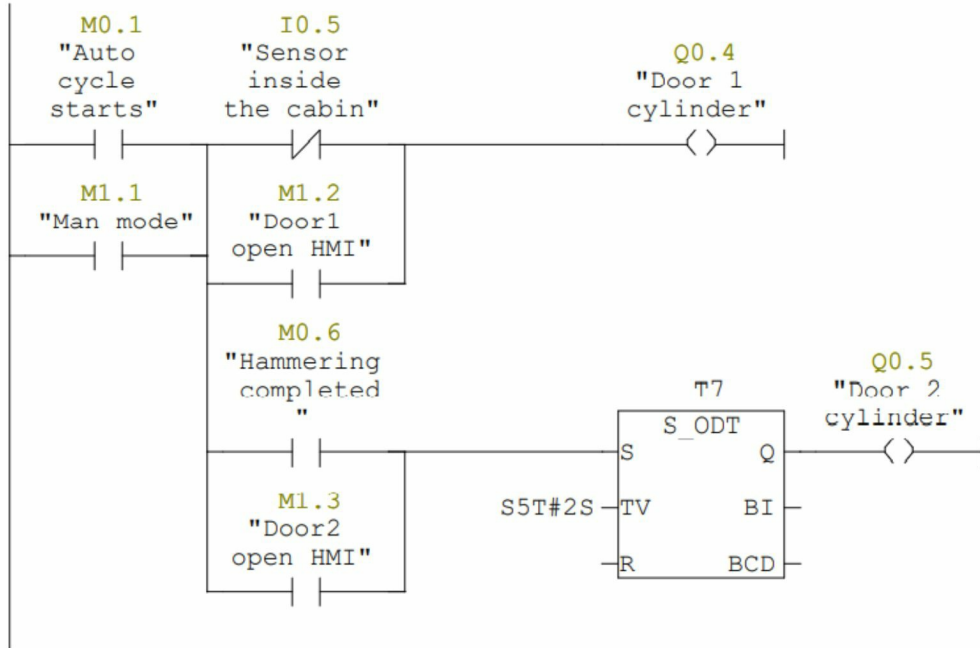 M0.1
"Auto
cycle
starts"
I0.5
"Sensor
inside
the cabin"
Q0.4
"Door 1
cylinder"
M1.1
"Man mode"
M1.2
"Door1
open HMI"
M0.6
"Hammering
completed
"
T7
S_ODT
S
Q
Q0.5
"Door 2
cylinder"
M1.3
"Door2
open HMI"
S5T#2S
TV
BI
R
BCD